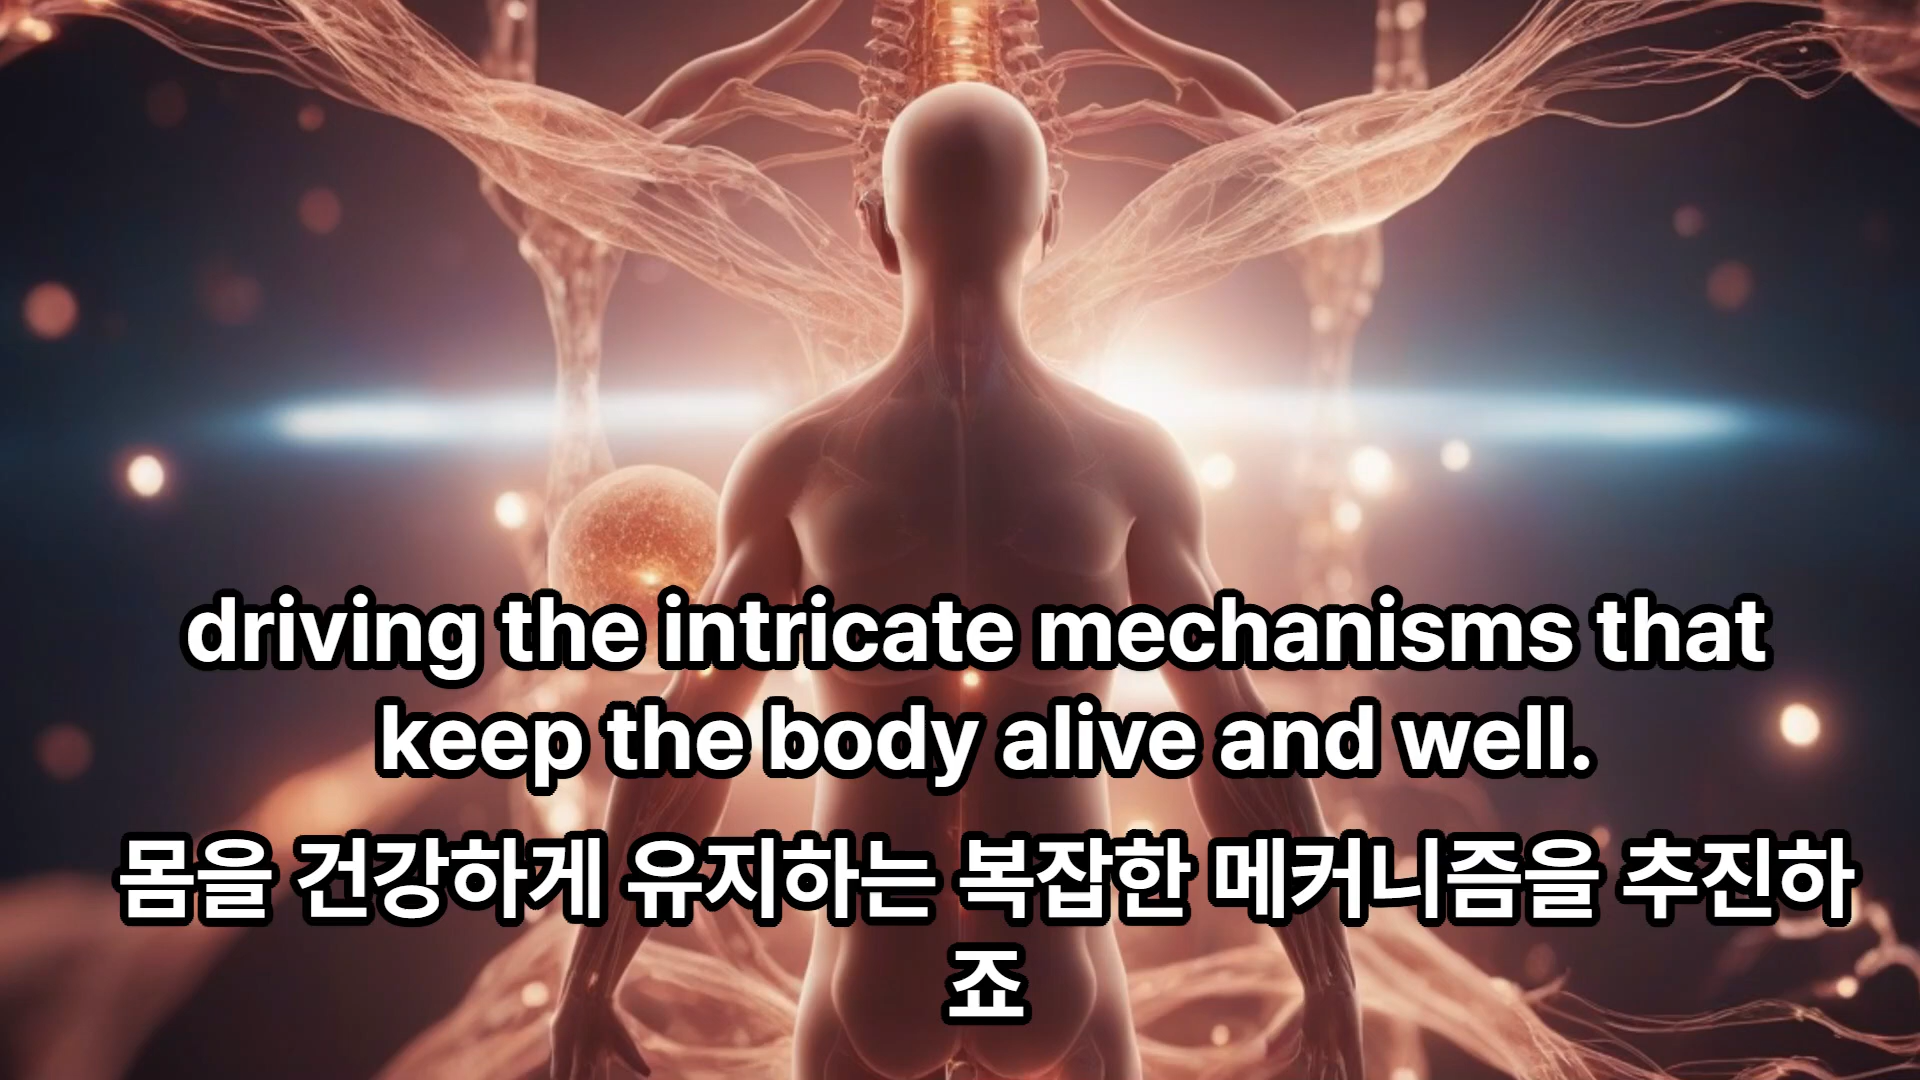 driving the intricate mechanisms that
keep the body alive and well.
몸을 건강하게 유지하는 복잡한 메커니즘을 추진하
죠